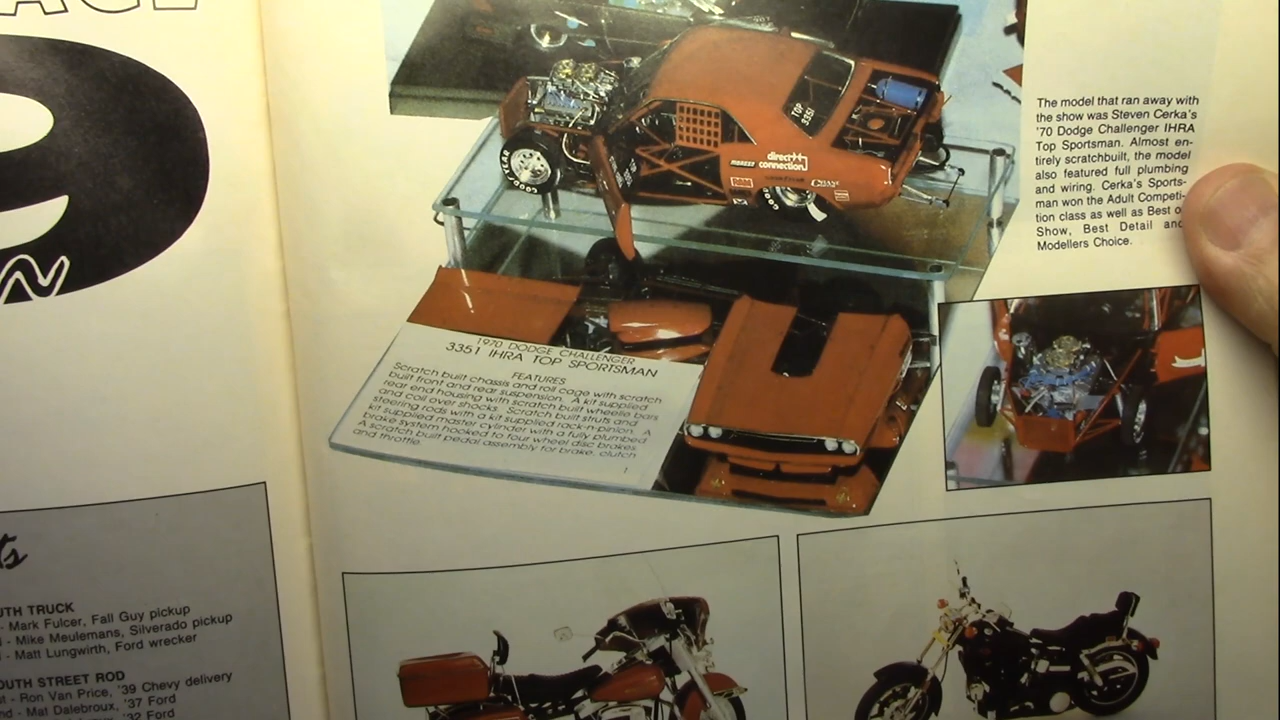 9
The model that ran away with
the show was Steven Cerka's
'70 Dodge Challenger IHRA
Top Sportsman. Almost en-
tirely scratchbuilt, the model
also featured full plumbing
and wiring. Cerka's Sports-
man won the Adult Competi-
tion class as well as Best
Show, Best Detail and
Modellers Choice.
TOP
3351
direct
connection
GOODYEAR
1970 DODGE CHALLENGER
3351 IHRA TOP SPORTSMAN
FEATURES
Scratch built chassis and roll cage with scratch
built front and rear suspension. A kit supplied
rear end housing with scratch built wheelie bars
and coil over shocks. Scratch built struts and
steering rods with a kit supplied rack-n-pinion. A
kit supplied master cylinder with a fully plumbed
brake system hooked to four wheel disc brakes
A scratch built pedal assembly for brake, clutch
and throttle.
1
UTH TRUCK
- Mark Fulcer, Fall Guy pickup
- Mike Meulemans, Silverado pickup
- Matt Lungwirth, Ford wrecker
OUTH STREET ROD
- Ron Van Price, '39 Chevy delivery
- Mat Dalebroux, '37 Ford
'32 Ford